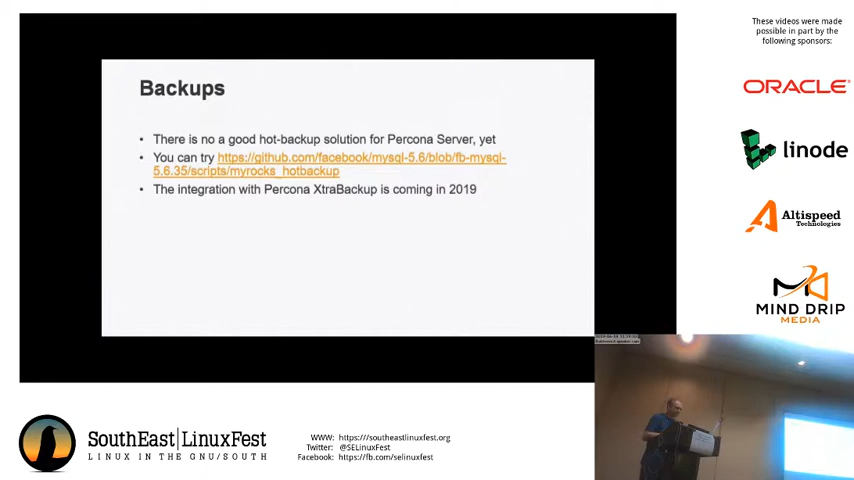 These videos were made
possible in part by the
following sponsors:
ORACLE
linode
Altispeed
Technologies
MIND DRIP
MEDIA
Backups
• There is no a good hot-backup solution for Percona Server, yet
• You can try https://github.com/facebook/mysql-5.6/blob/fb-mysql-
5.6.35/scripts/myrocks_hotbackup
• The integration with Percona XtraBackup is coming in 2019
SouthEast|LinuxFest
LINUX IN THE GNU/SOUTH
WWW: https:///southeastlinuxfest.org
Twitter: @SELinuxFest
Facebook: https://fb.com/selinuxfest